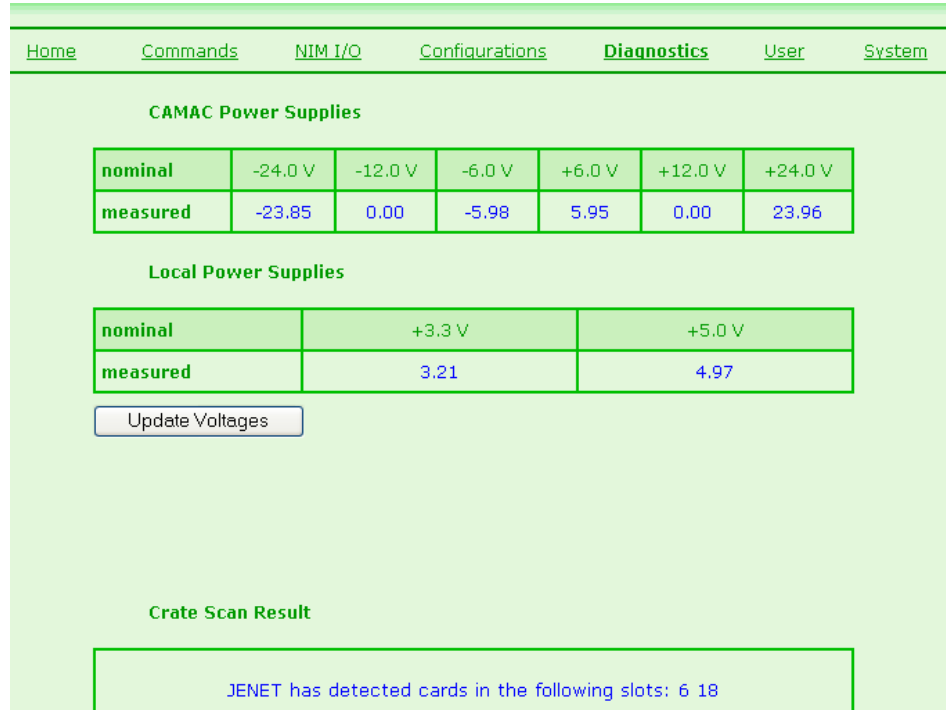 Home Commands NIM I/O Configurations Diagnostics User System
CAMAC Power Supplies
nominal -24.0 V -12.0 V -6.0 V +6.0 V +12.0 V +24.0 V
measured -23.85 0.00 -5.98 5.95 0.00 23.96
Local Power Supplies
nominal +3.3 V +5.0 V
measured 3.21 4.97
Update Voltages
Crate Scan Result
JENET has detected cards in the following slots: 6 18